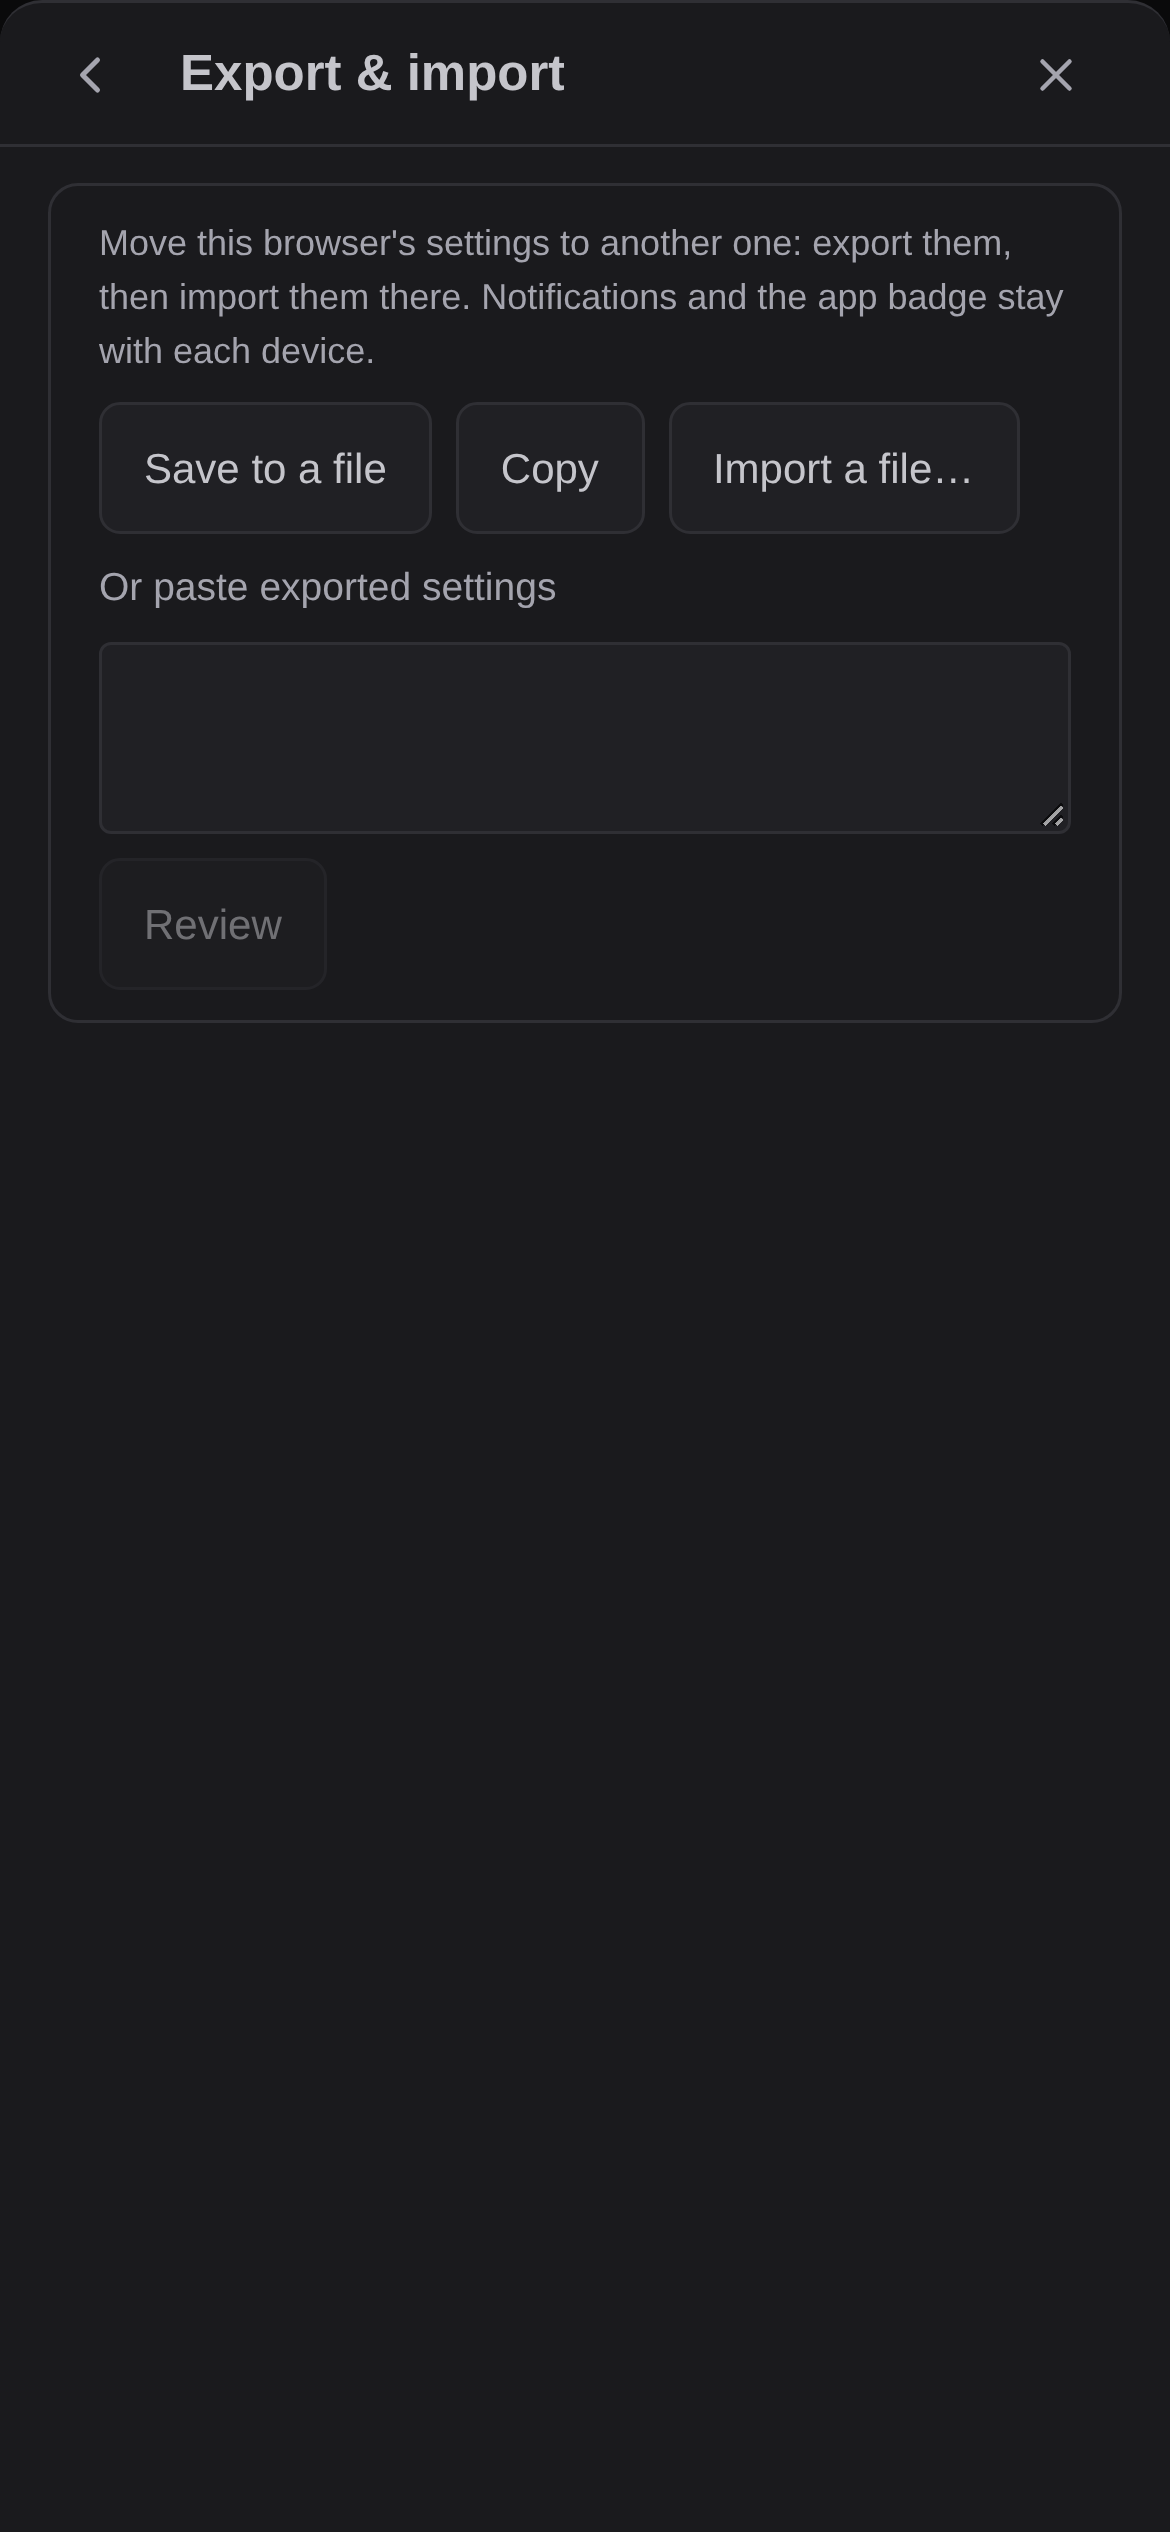 Export & import
Move this browser's settings to another one: export them,
then import them there. Notifications and the app badge stay
with each device.
Save to a file
Copy
Import a file…
Or paste exported settings
Review